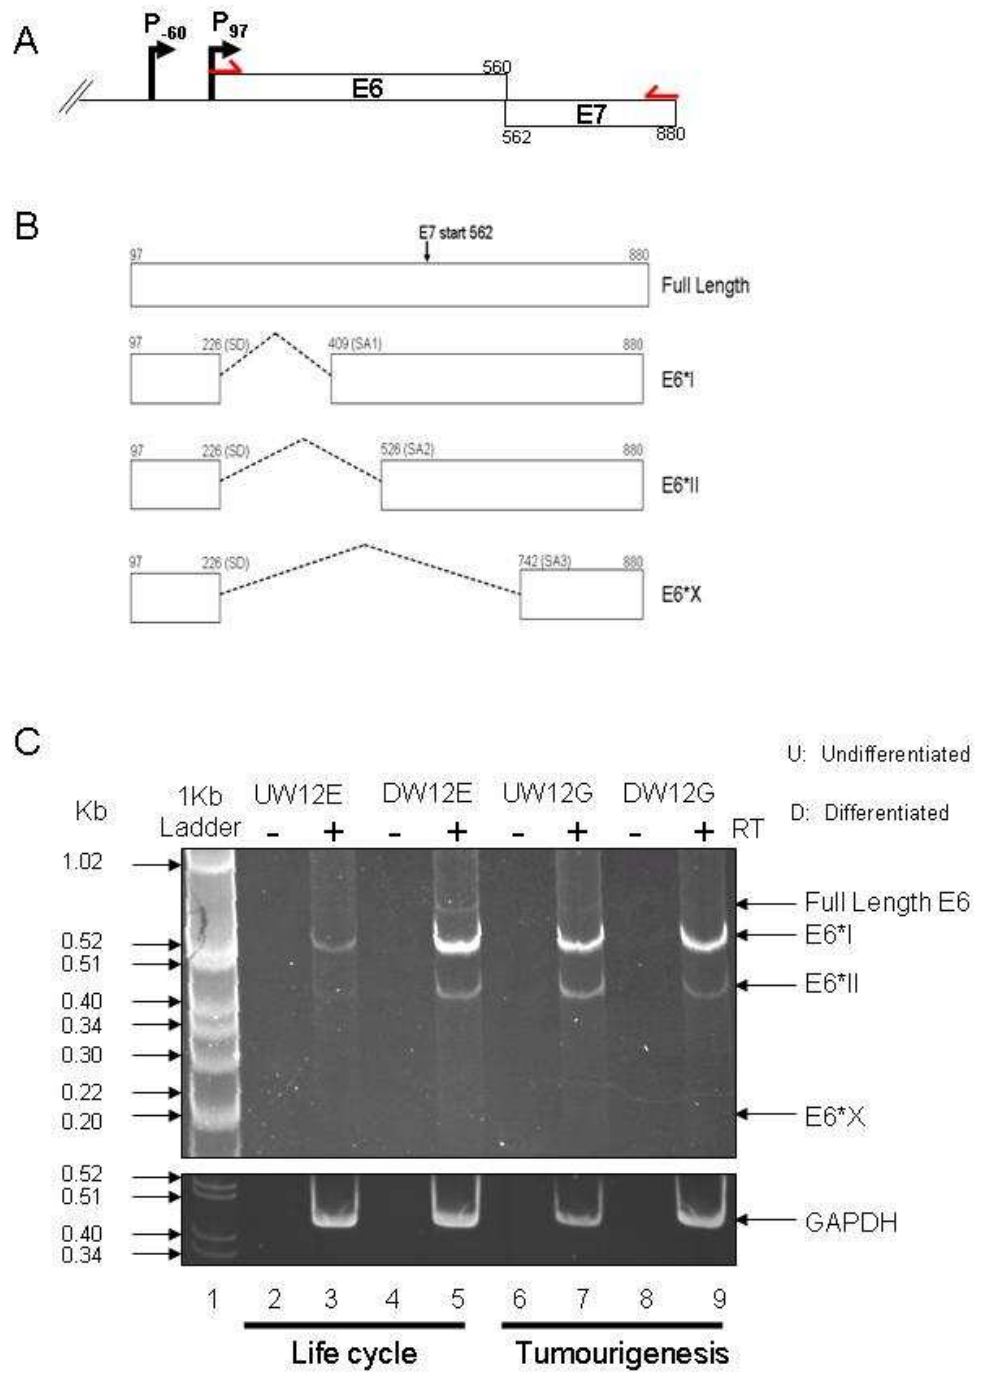 A
P-60
P97
E6
560
E7
562
880
B
E7 start 562
97
880
Full Length
97
226 (SD)
409 (SA1)
880
E6*I
97
226 (SD)
526 (SA2)
880
E6*II
97
226 (SD)
742 (SA3)
880
E6*X
C
U: Undifferentiated
D: Differentiated
Kb
1Kb Ladder
UW12E
DW12E
UW12G
DW12G
- + - + - + - + RT
1.02
0.52
0.51
0.40
0.34
0.30
0.22
0.20
Full Length E6
E6*I
E6*II
E6*X
0.52
0.51
0.40
0.34
GAPDH
1 2 3 4 5 6 7 8 9
Life cycle
Tumourigenesis